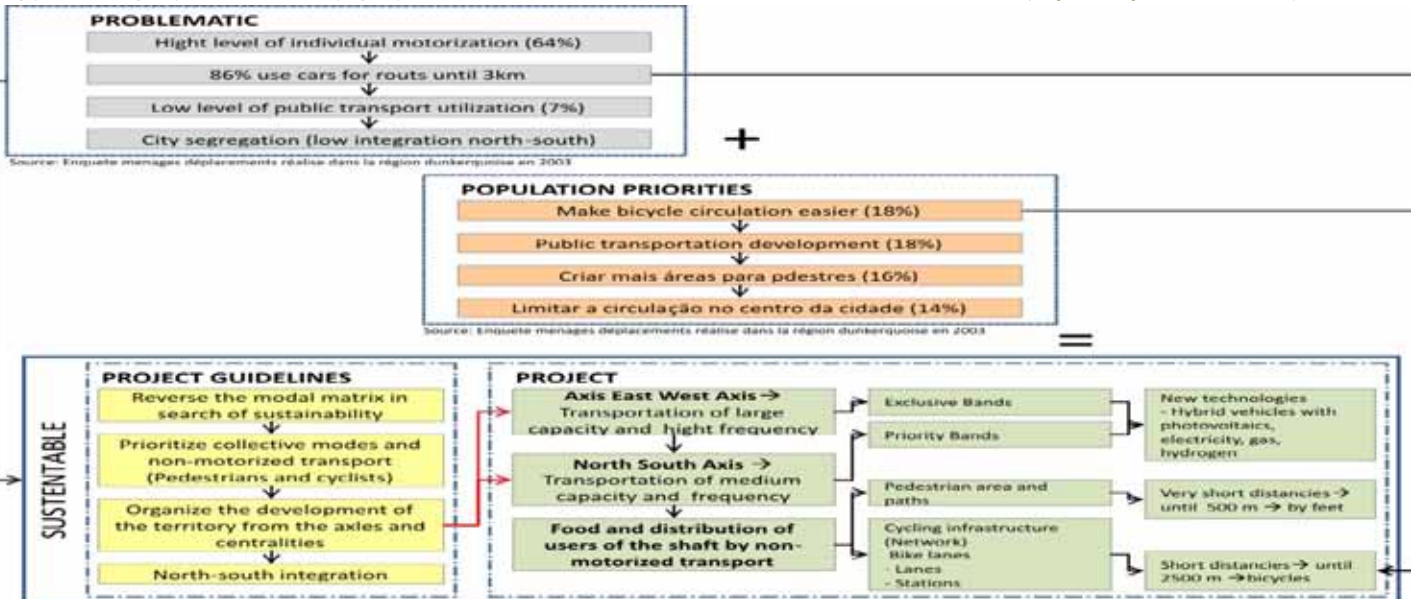 PROBLEMATIC
Hight level of individual motorization (64%)
86% use cars for routs until 3km
Low level of public transport utilization (7%)
City segregation (low integration north-south)
Source: Enquete menages déplacements réalise dans la région dunkerquoise en 2003
+
POPULATION PRIORITIES
Make bicycle circulation easier (18%)
Public transportation development (18%)
Criar mais áreas para pdestres (16%)
Limitar a circulação no centro da cidade (14%)
Source: Enquete menages déplacements réalise dans la région dunkerquoise en 2003
=
SUSTENTABLE
PROJECT GUIDELINES
Reverse the modal matrix in
search of sustainability
Prioritize collective modes and
non-motorized transport
(Pedestrians and cyclists)
Organize the development of
the territory from the axles and
centralities
North-south integration
PROJECT
Axis East West Axis →
Transportation of large
capacity and hight frequency
North South Axis →
Transportation of medium
capacity and frequency
Food and distribution of
users of the shaft by non-
motorized transport
Exclusive Bands
Priority Bands
Pedestrian area and
paths
Cycling infrastructure
(Network)
Bike lanes
- Lanes
- Stations
New technologies
- Hybrid vehicles with
photovoltaics,
electricity, gas,
hydrogen
Very short distancies →
until 500 m → by feet
Short distancies → until
2500 m → bicycles